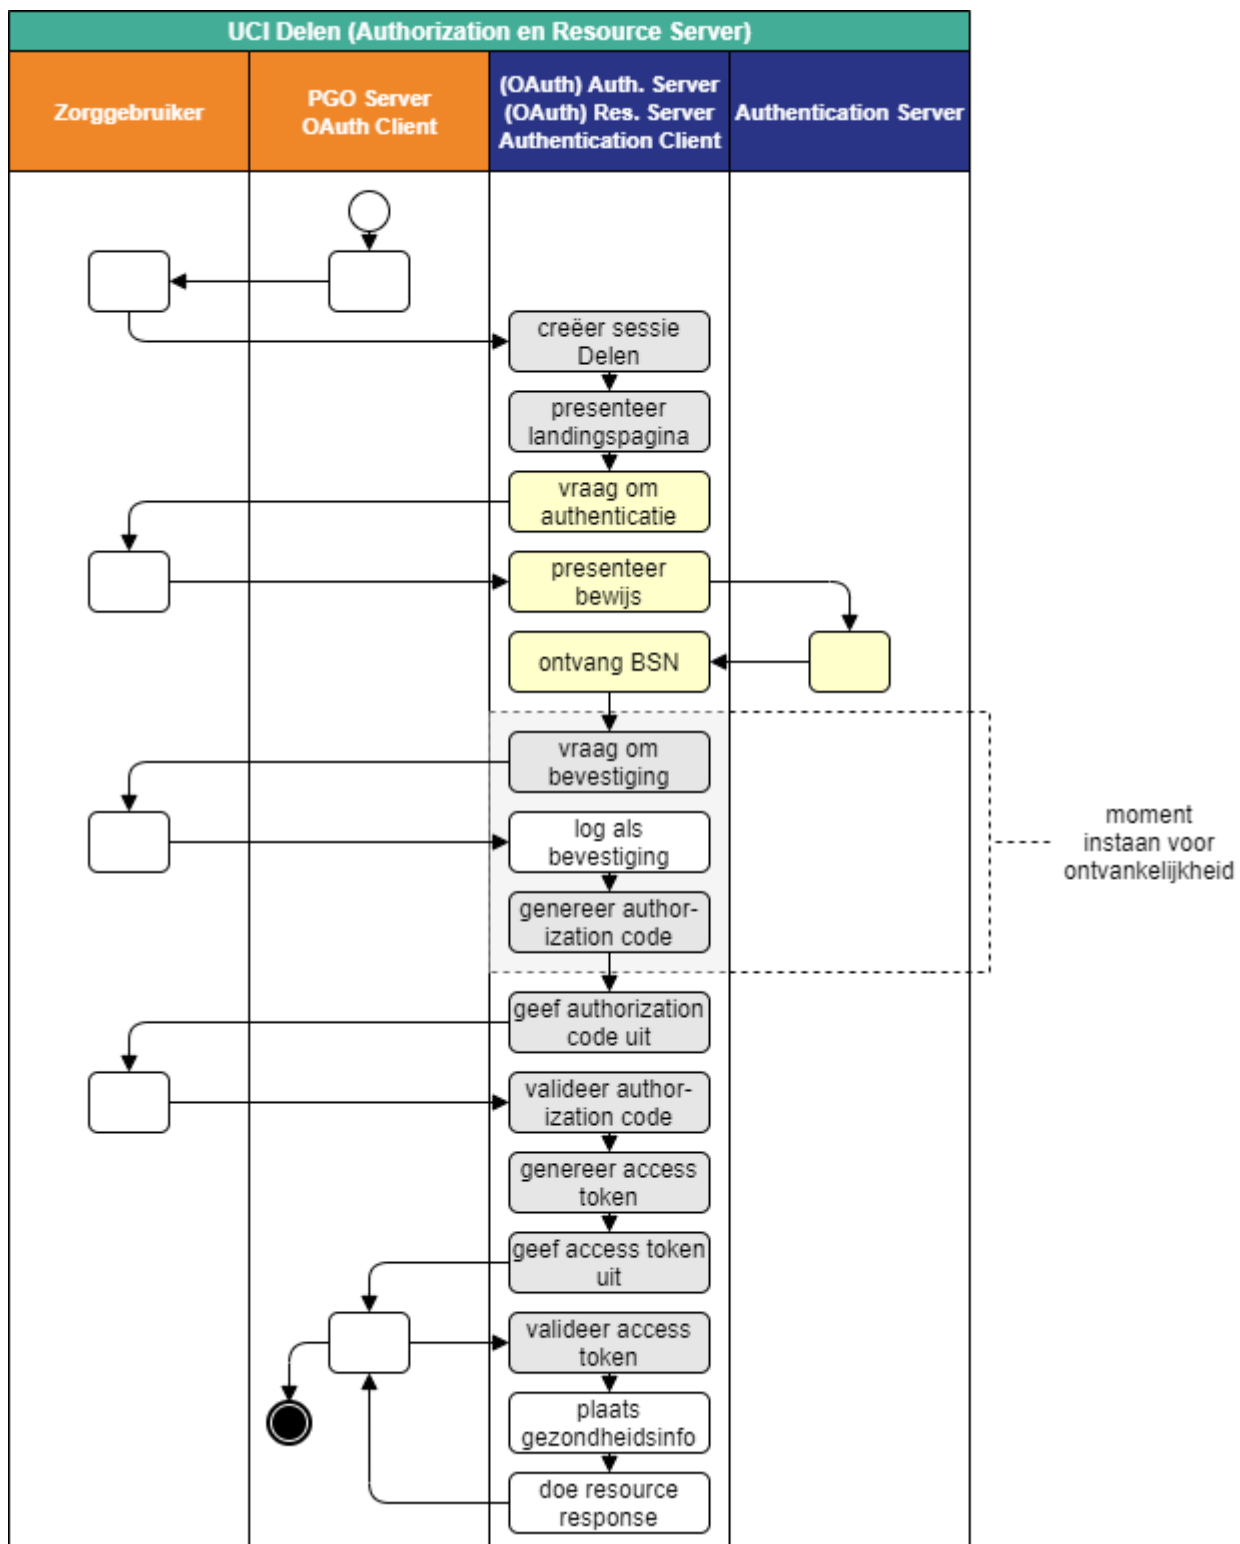 UCI Delen (Authorization en Resource Server)
Zorggebruiker
PGO Server
OAuth Client
(OAuth) Auth. Server
(OAuth) Res. Server
Authentication Client
Authentication Server
creëer sessie
Delen
presenteer
landingspagina
vraag om
authenticatie
presenteer
bewijs
ontvang BSN
vraag om
bevestiging
log als
bevestiging
moment
instaan voor
ontvankelijkheid
genereer author-
ization code
geef authorization
code uit
valideer author-
ization code
genereer access
token
geef access token
uit
valideer access
token
plaats
gezondheidsinfo
doe resource
response